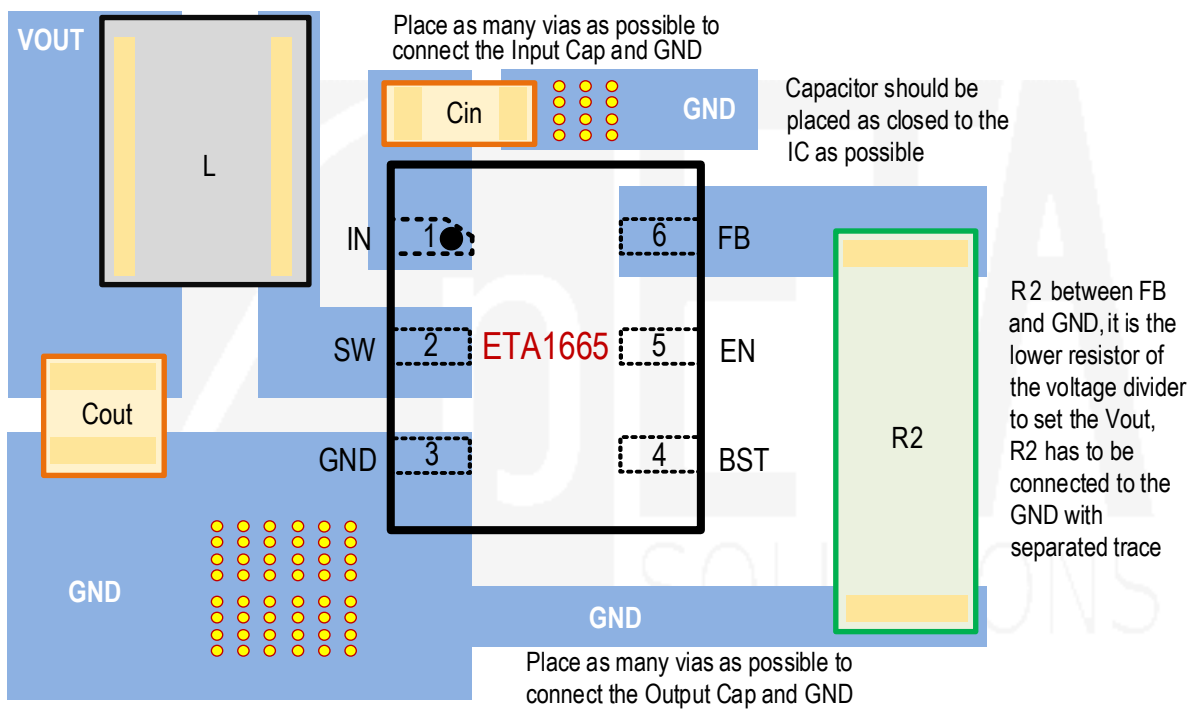 VOUT
Place as many vias as possible to
connect the Input Cap and GND
Cin
GND
Capacitor should be
placed as closed to the
IC as possible
L
IN
1
6
FB
SW
2
ETA1665
5
EN
R2 between FB
and GND, it is the
lower resistor of
the voltage divider
to set the Vout,
R2 has to be
connected to the
GND with
separated trace
Cout
R2
GND
3
4
BST
GND
GND
Place as many vias as possible to
connect the Output Cap and GND
ETA
SOLUTIONS